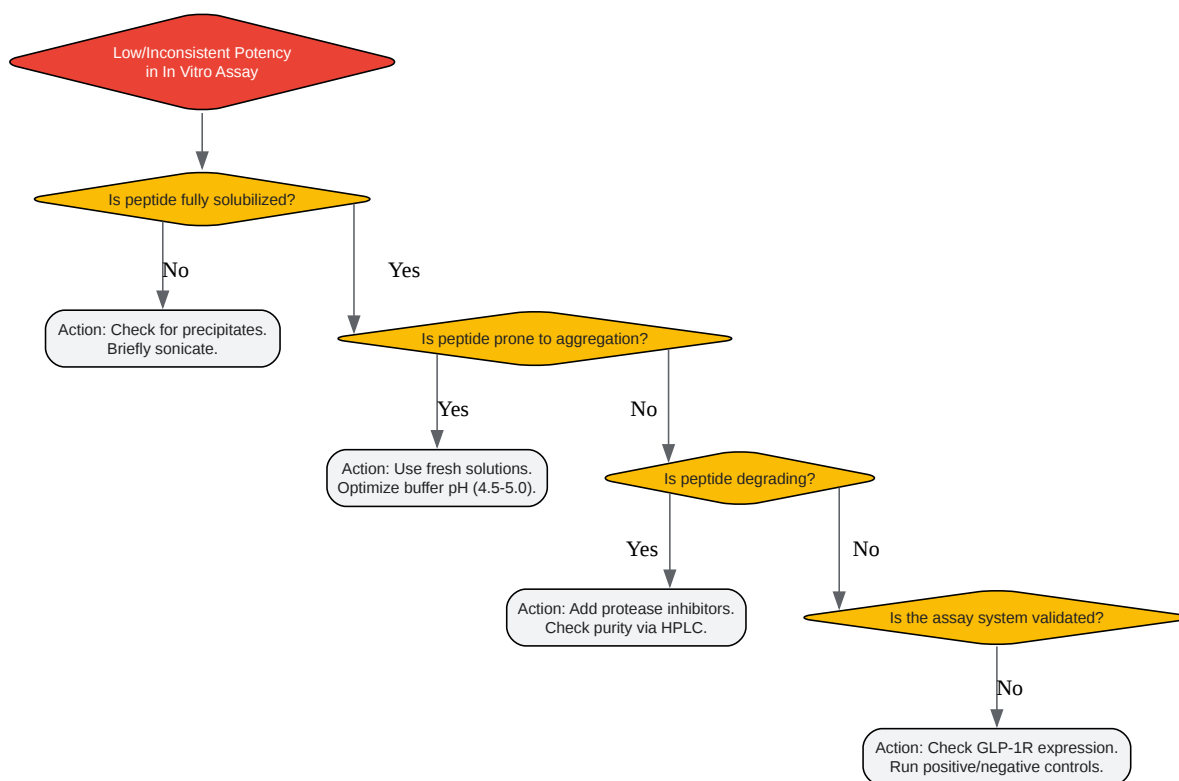 Low/Inconsistent Potency
in In Vitro Assay
Is peptide fully solubilized?
No
Yes
Action: Check for precipitates.
Briefly sonicate.
Is peptide prone to aggregation?
Yes
No
Action: Use fresh solutions.
Optimize buffer pH (4.5-5.0).
Is peptide degrading?
Yes
No
Action: Add protease inhibitors.
Check purity via HPLC.
Is the assay system validated?
No
Action: Check GLP-1R expression.
Run positive/negative controls.